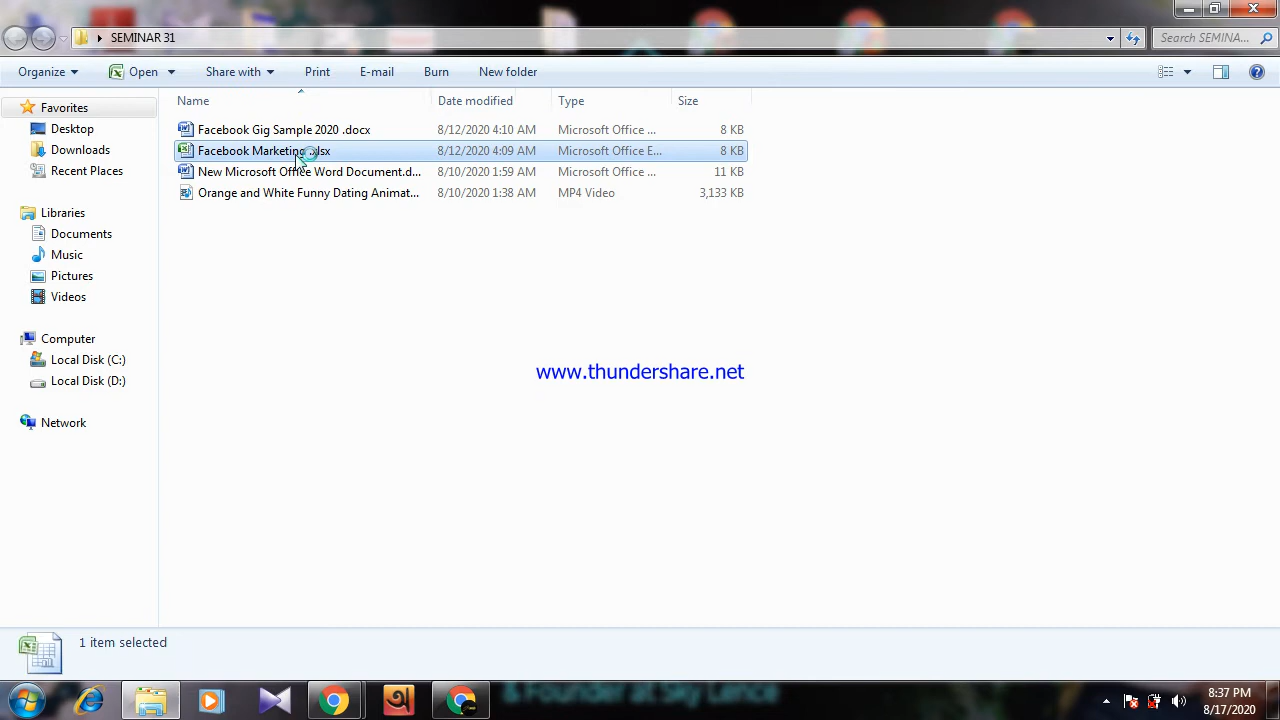 SEMINAR 31
Search SEMINA...
Organize
Open
Share with
Print
E-mail
Burn
New folder
Name
Date modified
Type
Size
Favorites
Desktop
Downloads
Recent Places
Libraries
Documents
Music
Pictures
Videos
Computer
Local Disk (C:)
Local Disk (D:)
Network
Facebook Gig Sample 2020 .docx 8/12/2020 4:10 AM Microsoft Office ... 8 KB
Facebook Marketing .xlsx 8/12/2020 4:09 AM Microsoft Office E... 8 KB
New Microsoft Office Word Document.d... 8/10/2020 1:59 AM Microsoft Office ... 11 KB
Orange and White Funny Dating Animat... 8/10/2020 1:38 AM MP4 Video 3,133 KB
www.thundershare.net
1 item selected
অ
8:37 PM
8/17/2020